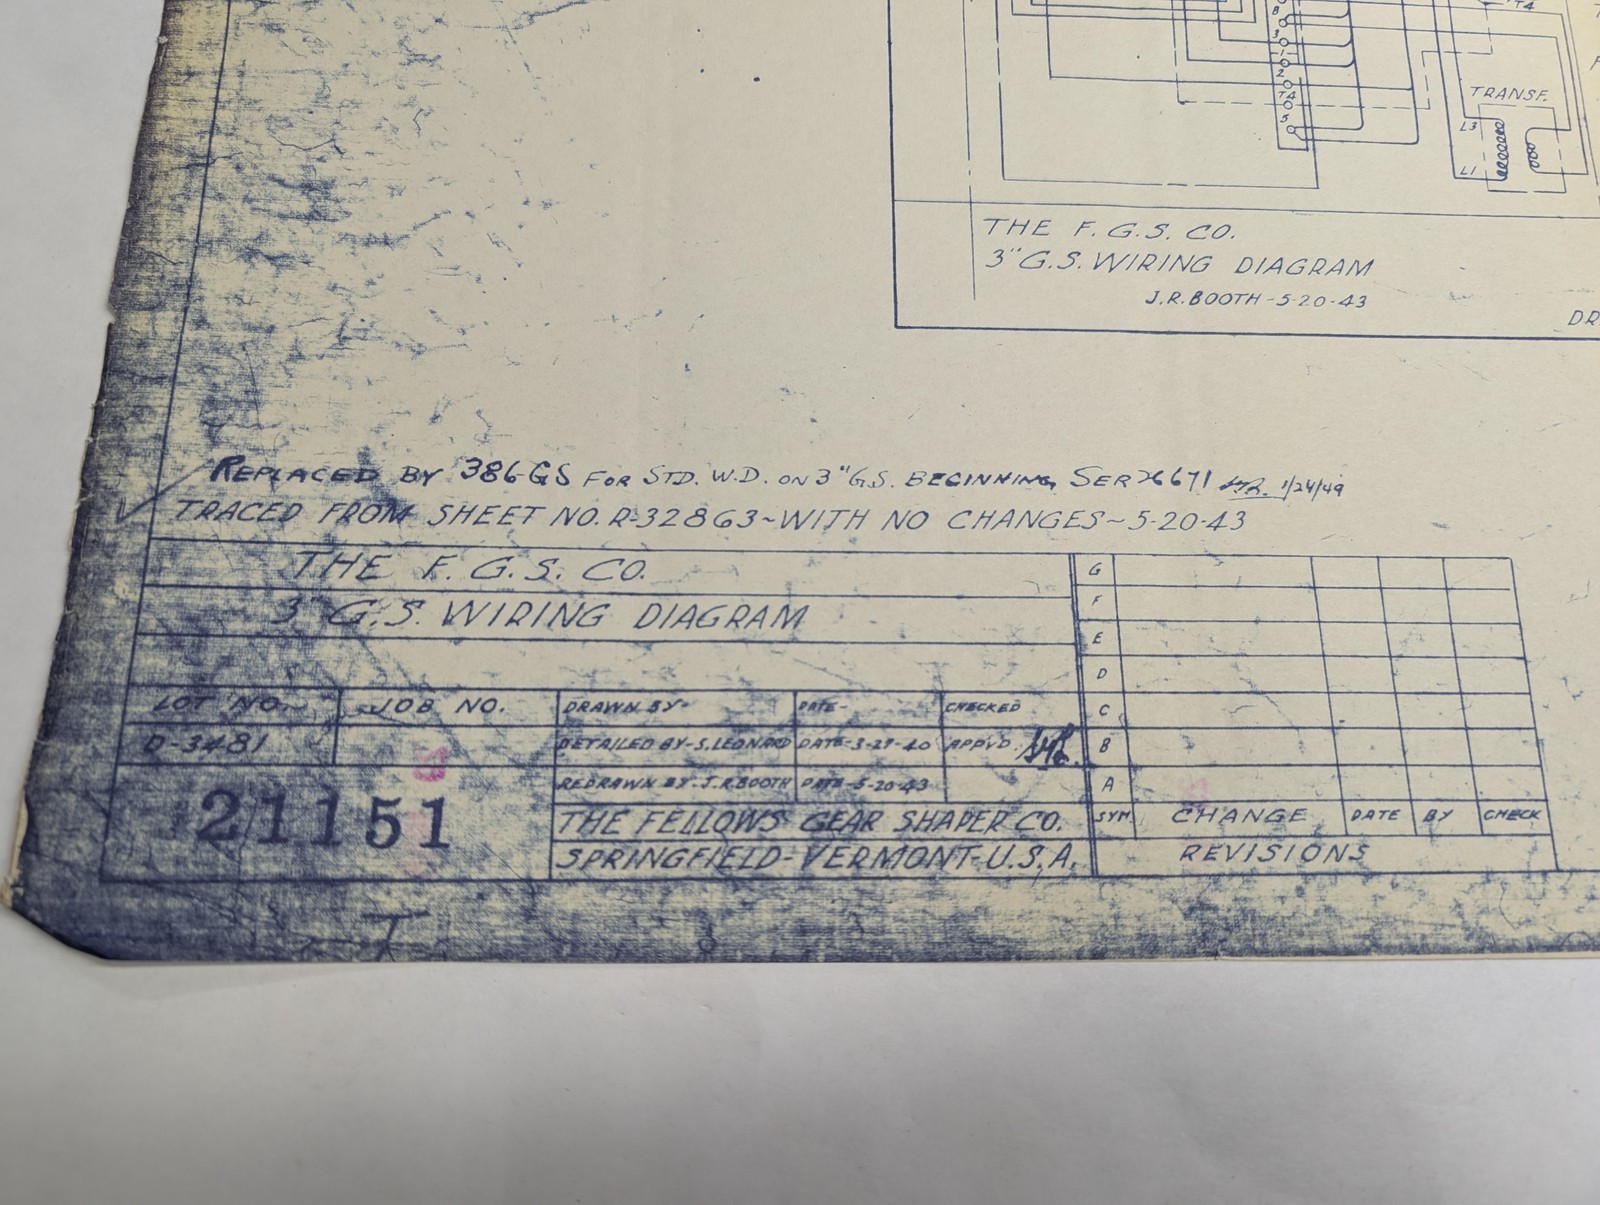 T4
8
3
1
2
T4
5
TRANSF.
L3
L1
THE F.G.S. CO.
3" G.S. WIRING DIAGRAM
J.R. BOOTH - 5-20-43
DR
REPLACED BY 386-GS FOR STD. W.D. ON 3" G.S. BEGINNING SER 26671 1/24/49
TRACED FROM SHEET NO. R-32863~WITH NO CHANGES~5-20-43
THE F. G. S. CO.
3" G.S. WIRING DIAGRAM
LOT NO. JOB NO. DRAWN BY- DATE- CHECKED
D-3481 DETAILED BY-S.LEONARD DATE-3-27-40 APPVD.
REDRAWN BY-J.R.BOOTH DATE-5-20-43
21151
THE FELLOWS GEAR SHAPER CO.
SPRINGFIELD-VERMONT-U.S.A.
G
F
E
D
C
B
A
SYM. CHANGE DATE BY CHECK
REVISIONS